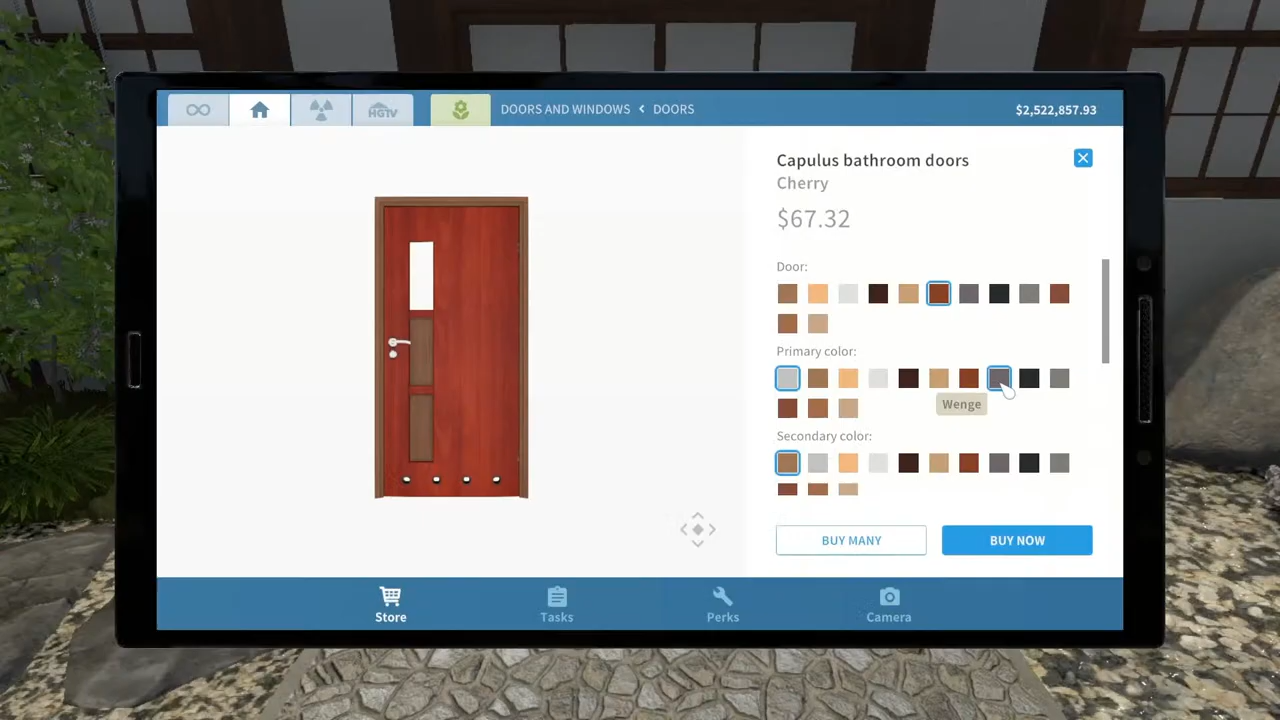 HGTV
DOORS AND WINDOWS < DOORS
$2,522,857.93
Capulus bathroom doors
Cherry
$67.32
Door:
Primary color:
Wenge
Secondary color:
BUY MANY
BUY NOW
Store
Tasks
Perks
Camera